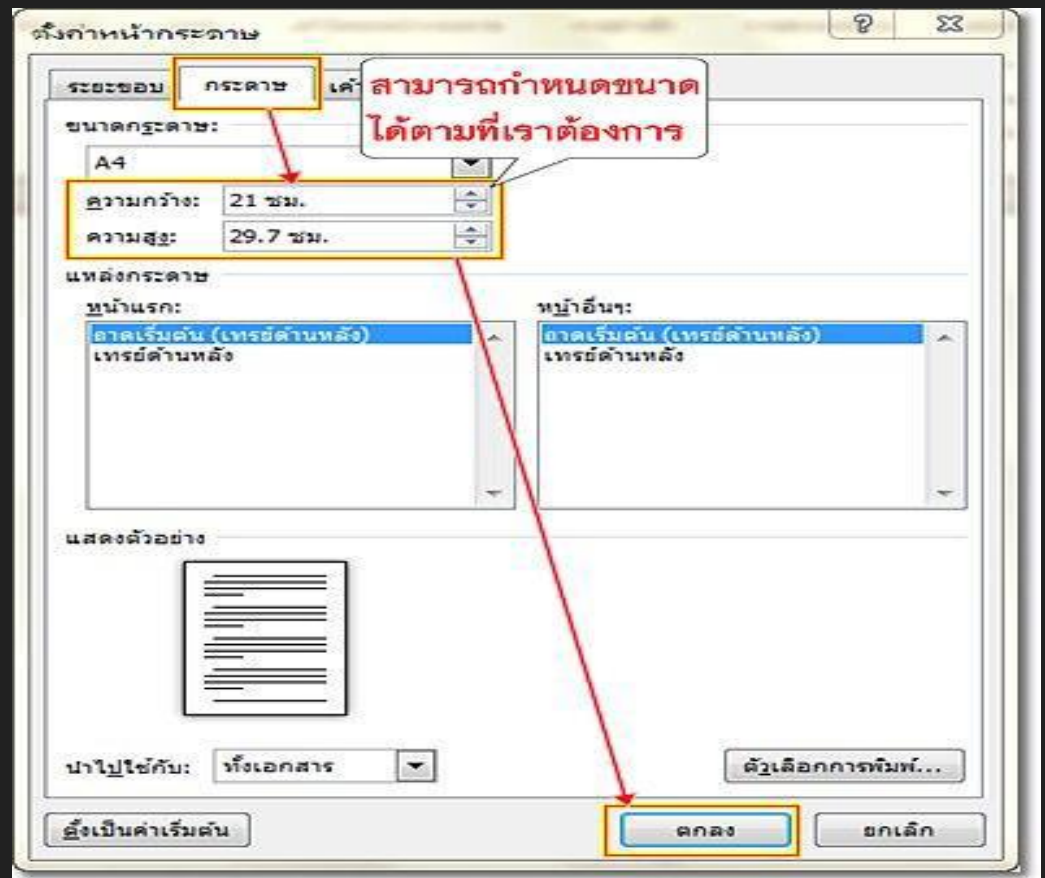 ตั้งค่าหน้ากระดาษ
ระยะขอบ
กระดาษ
สามารถกำหนดขนาด
ได้ตามที่เราต้องการ
ขนาดกระดาษ:
A4
ความกว้าง:
21 ซม.
ความสูง:
29.7 ซม.
แหล่งกระดาษ
หน้าแรก:
หน้าอื่นๆ:
ถาดเริ่มต้น (เทรย์ด้านหลัง)
เทรย์ด้านหลัง
ถาดเริ่มต้น (เทรย์ด้านหลัง)
เทรย์ด้านหลัง
แสดงตัวอย่าง
นำไปใช้กับ:
ทั้งเอกสาร
ตัวเลือกการพิมพ์...
ตั้งเป็นค่าเริ่มต้น
ตกลง
ยกเลิก